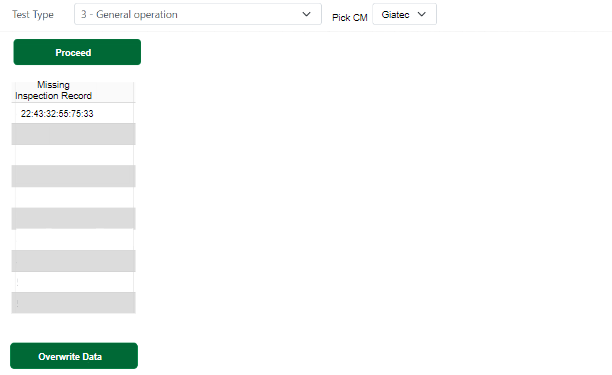 Test Type 3 - General operation Pick CM Giatec
Proceed
Missing
Inspection Record
22:43:32:55:75:33
Overwrite Data